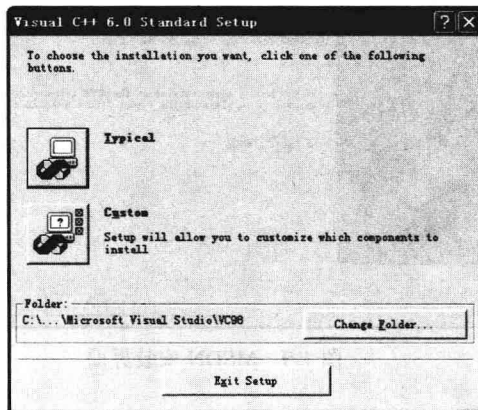 Visual C++ 6.0 Standard Setup
To choose the installation you want, click one of the following
buttons.
Typical
Custom
Setup will allow you to customize which components to
install
Folder:
C:\...\Microsoft Visual Studio\VC98
Change Folder...
Exit Setup